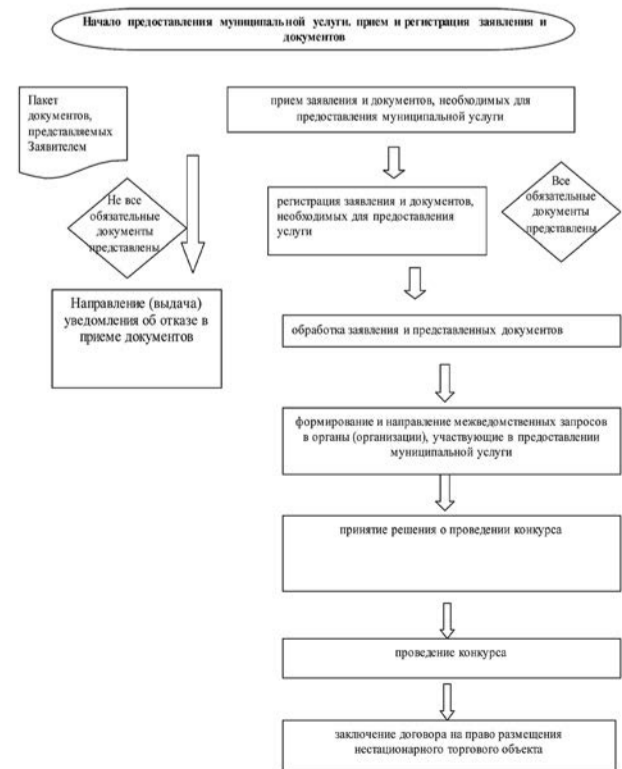 Начало предоставления муниципальной услуги. прием и регистрация заявления и
документов
Пакет
документов,
представляемых
Заявителем
прием заявления и документов, необходимых для
предоставления муниципальной услуги
Не все
обязательные
документы
представлены
регистрация заявления и документов,
необходимых для предоставления
услуги
Все
обязательные
документы
представлены
Направление (выдача)
уведомления об отказе в
приеме документов
обработка заявления и представленных документов
формирование и направление межведомственных запросов
в органы (организации), участвующие в предоставлении
муниципальной услуги
принятие решения о проведении конкурса
проведение конкурса
заключение договора на право размещения
нестационарного торгового объекта